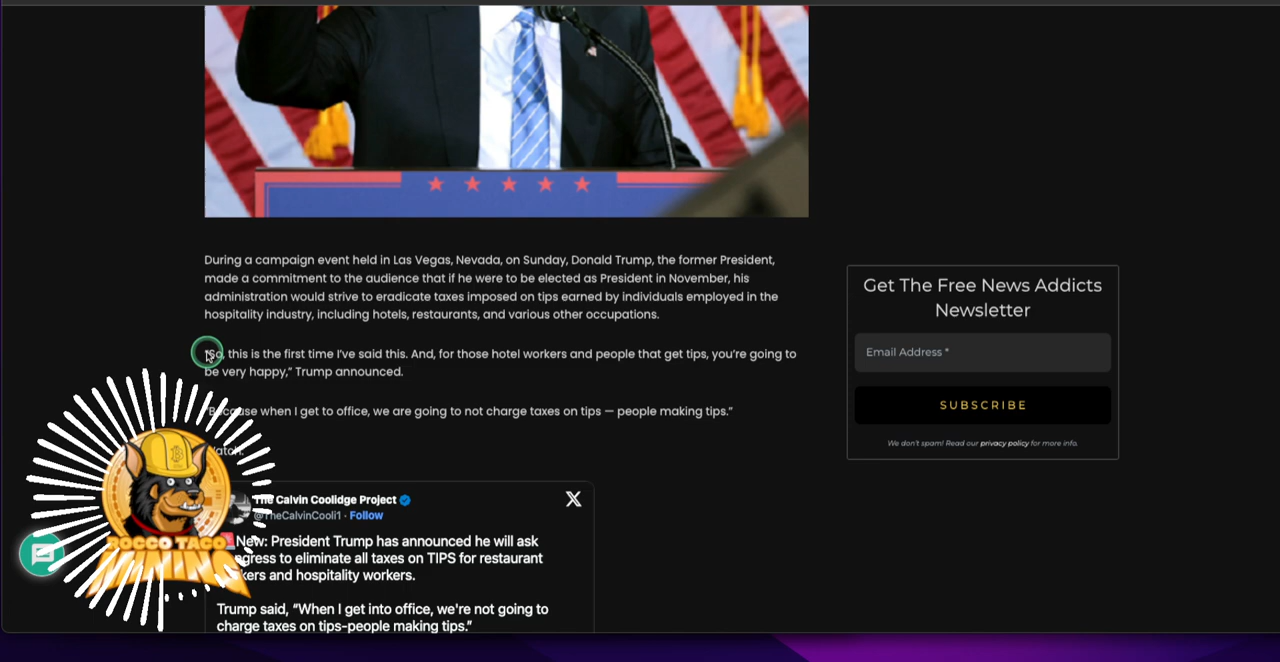 During a campaign event held in Las Vegas, Nevada, on Sunday, Donald Trump, the former President,
made a commitment to the audience that if he were to be elected as President in November, his
administration would strive to eradicate taxes imposed on tips earned by individuals employed in the
hospitality industry, including hotels, restaurants, and various other occupations.
"So, this is the first time I've said this. And, for those hotel workers and people that get tips, you're going to
be very happy," Trump announced.
"Because when I get to office, we are going to not charge taxes on tips — people making tips."
Watch:
The Calvin Coolidge Project
@TheCalvinCooli1 · Follow
New: President Trump has announced he will ask
ngress to eliminate all taxes on TIPS for restaurant
kers and hospitality workers.
Trump said, "When I get into office, we're not going to
charge taxes on tips-people making tips."
ROCCO TACO
MINING
Get The Free News Addicts
Newsletter
Email Address *
SUBSCRIBE
We don't spam! Read our privacy policy for more info.